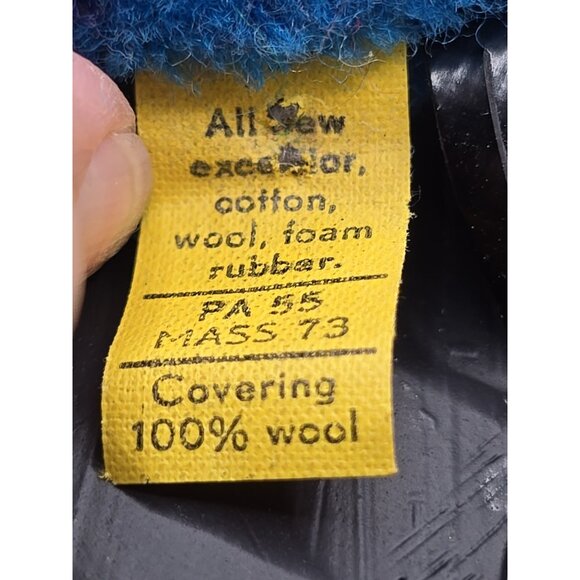 All new
excelsior,
cotton,
wool, foam
rubber.
PA 55
MASS 73
Covering
100% wool